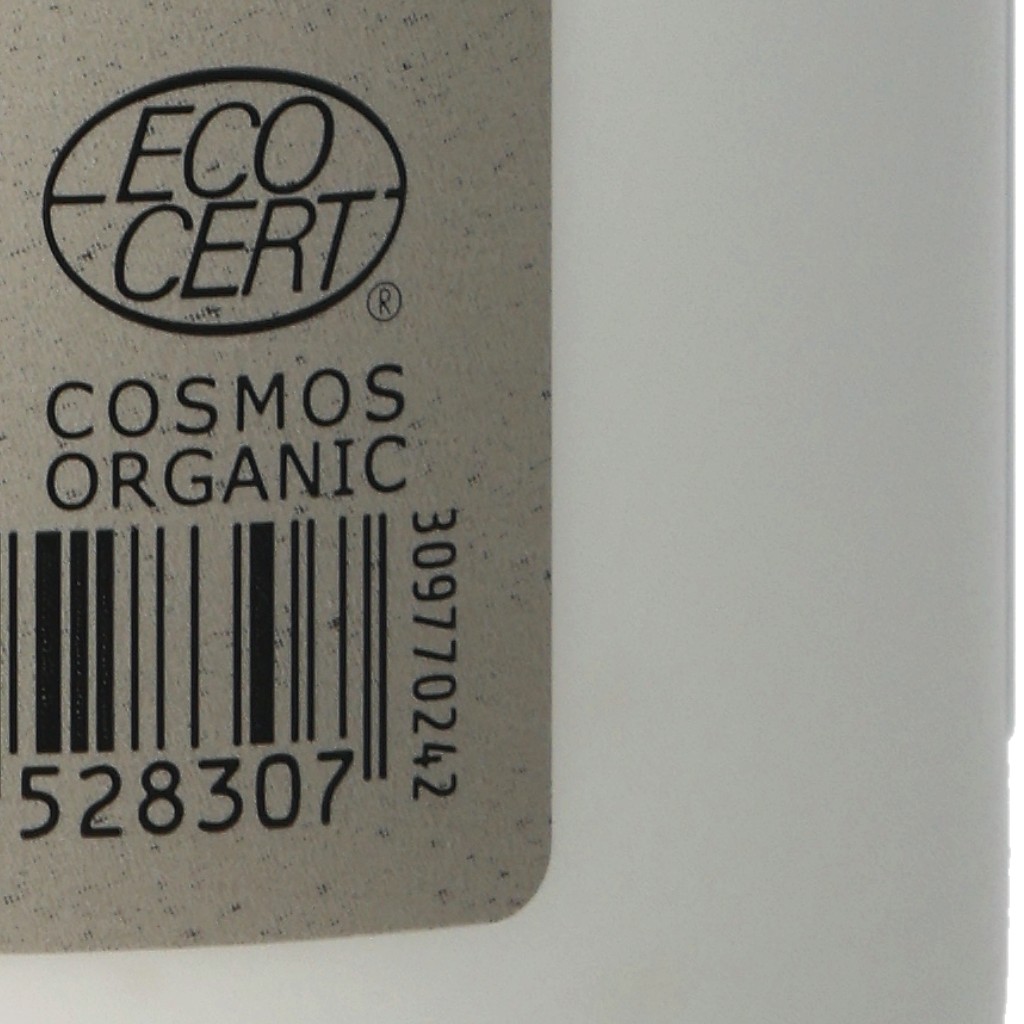 ECO
CERT
®
COSMOS
ORGANIC
528307
309770242